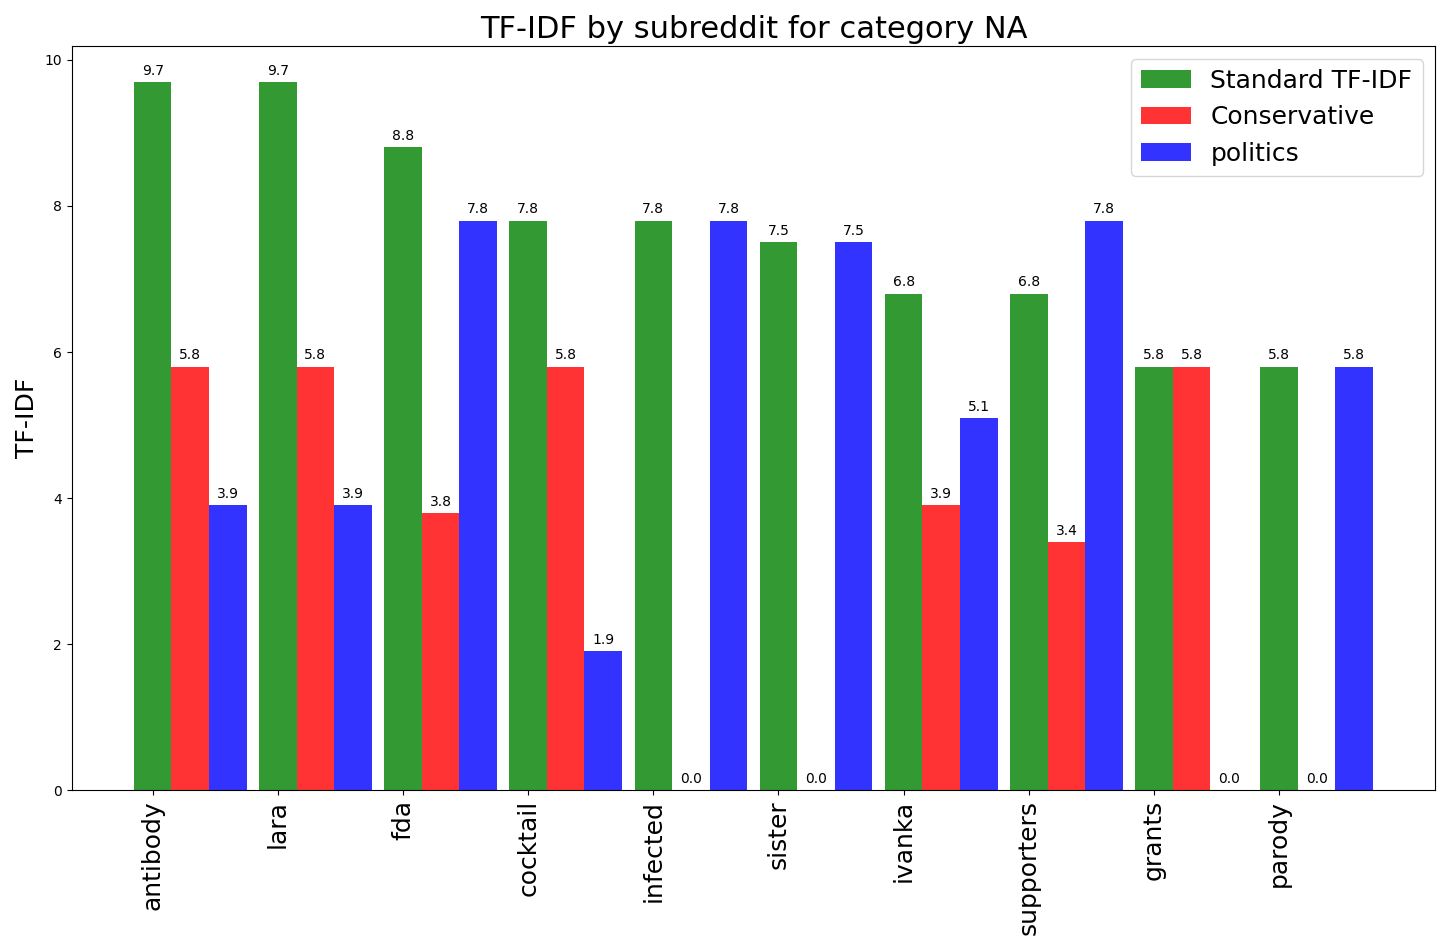 TF-IDF by subreddit for category NA
Standard TF-IDF
Conservative
politics
TF-IDF
10
8
6
4
2
0
9.7
5.8
3.9
9.7
5.8
3.9
8.8
3.8
7.8
7.8
5.8
1.9
7.8
0.0
7.8
7.5
0.0
7.5
6.8
3.9
5.1
6.8
3.4
7.8
5.8
5.8
0.0
5.8
0.0
5.8
antibody
lara
fda
cocktail
infected
sister
ivanka
supporters
grants
parody